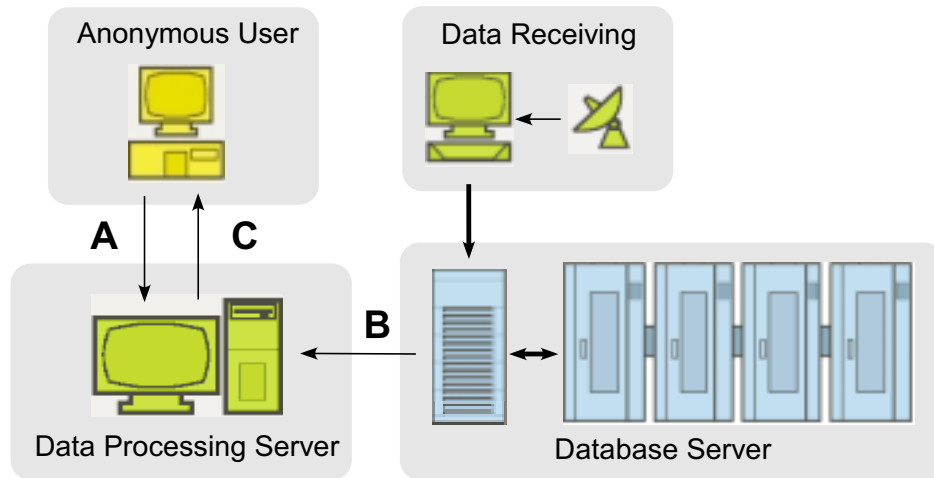 Anonymous User
Data Receiving
A
C
B
Data Processing Server
Database Server